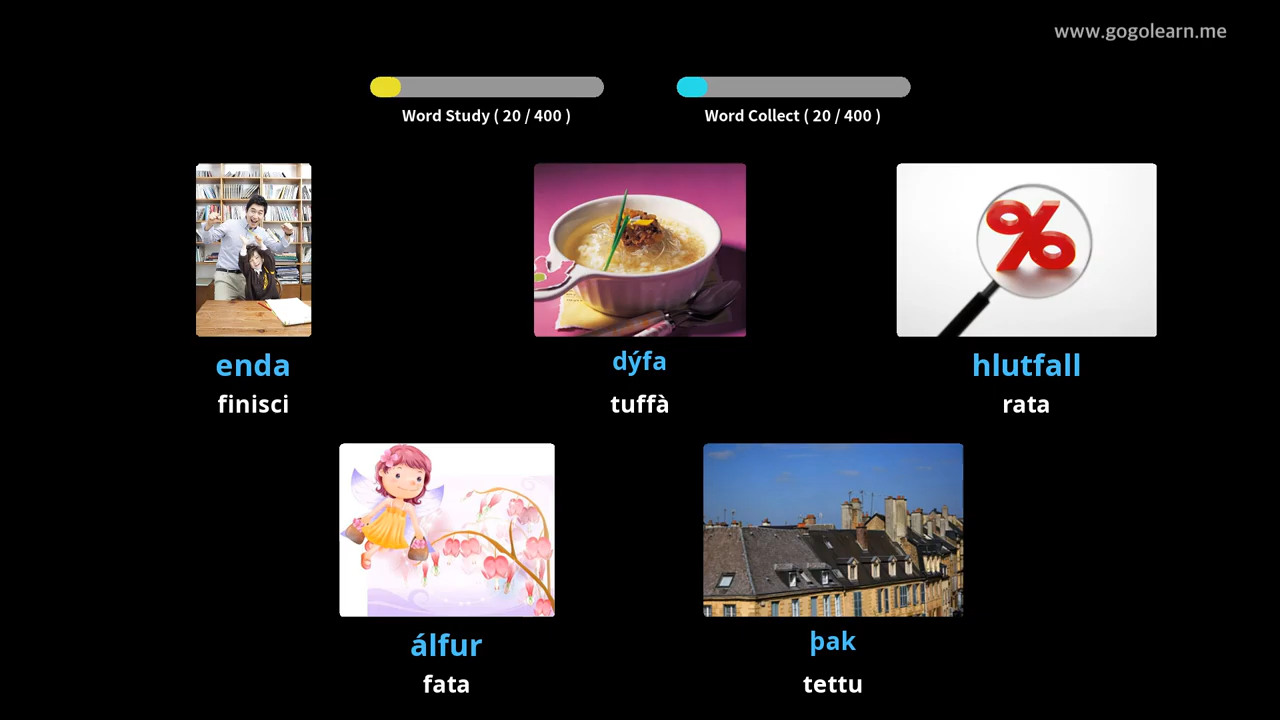 www.gogolearn.me
Word Study ( 20 / 400 )
Word Collect ( 20 / 400 )
enda
finisci
dýfa
tuffà
hlutfall
rata
álfur
fata
þak
tettu